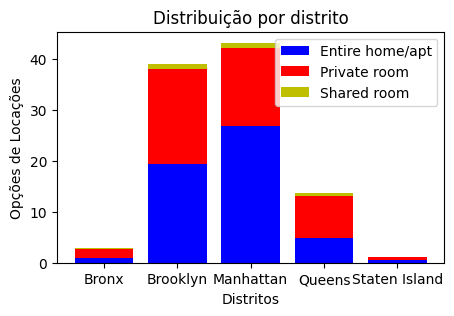 Distribuição por distrito
Entire home/apt
Private room
Shared room
Opções de Locações
40
30
20
10
0
Bronx Brooklyn Manhattan Queens Staten Island
Distritos